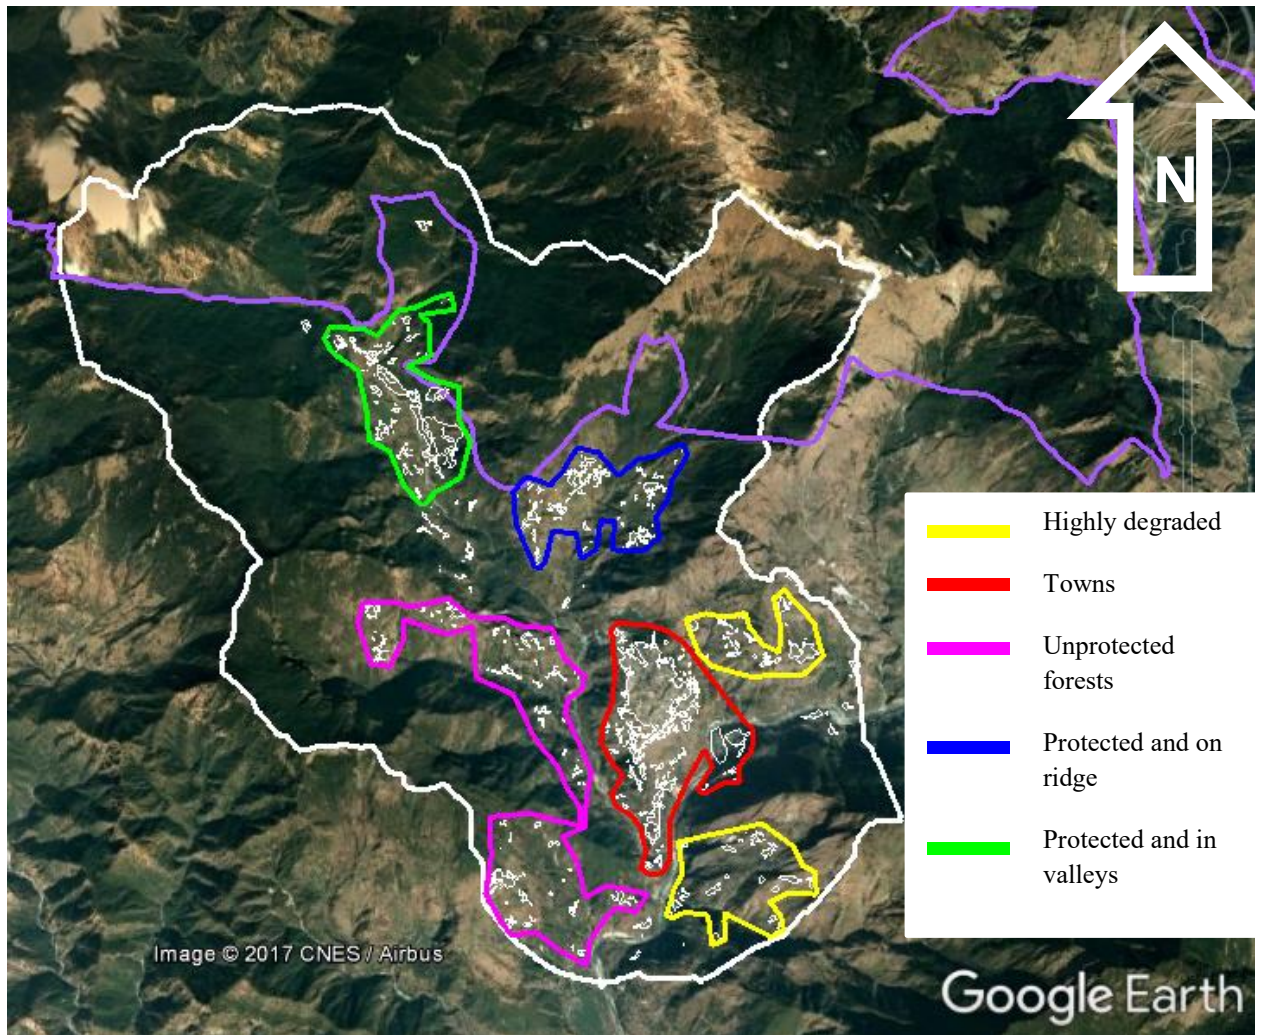 N
Highly degraded
Towns
Unprotected
forests
Protected and on
ridge
Protected and in
valleys
Image © 2017 CNES / Airbus
Google Earth